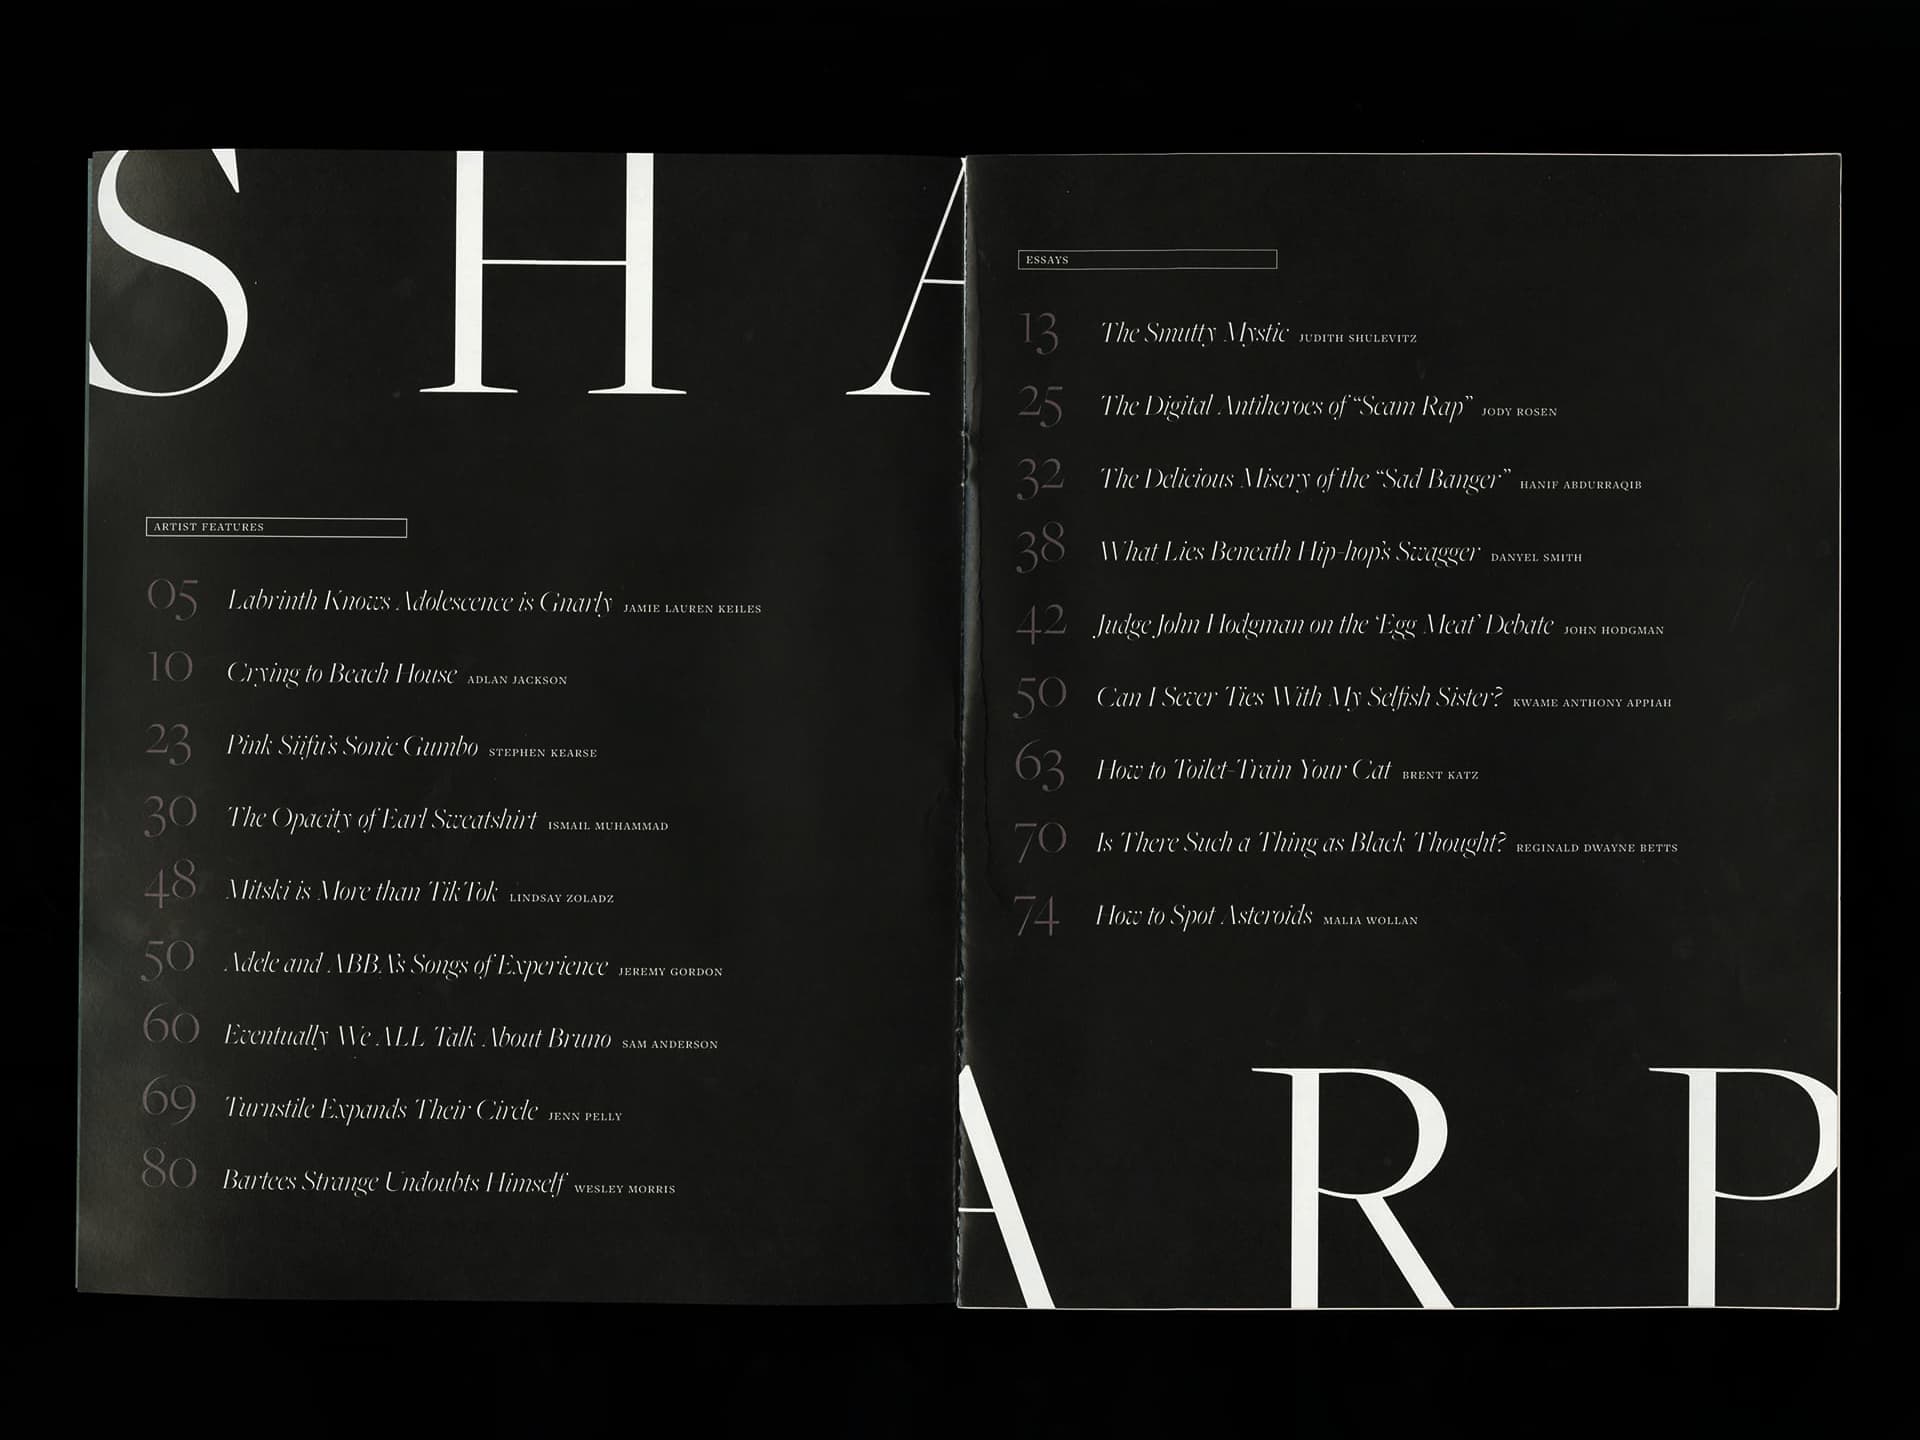 SHA
ARTIST FEATURES
05 Labrinth Knows Adolescence is Gnarly JAMIE LAUREN KEILES
10 Crying to Beach House ADLAN JACKSON
23 Pink Siifu's Sonic Gumbo STEPHEN KEARSE
30 The Opacity of Earl Sweatshirt ISMAIL MUHAMMAD
48 Mitski is More than TikTok LINDSAY ZOLADZ
50 Adele and ABBA's Songs of Experience JEREMY GORDON
60 Eventually We ALL Talk About Bruno SAM ANDERSON
69 Turnstile Expands Their Circle JENN PELLY
80 Bartees Strange Undoubts Himself WESLEY MORRIS
ESSAYS
13 The Smutty Mystic JUDITH SHULEVITZ
25 The Digital Antiheroes of “Scam Rap” JODY ROSEN
32 The Delicious Misery of the “Sad Banger” HANIF ABDURRAQIB
38 What Lies Beneath Hip-hop's Swagger DANYEL SMITH
42 Judge John Hodgman on the ‘Egg Meat’ Debate JOHN HODGMAN
50 Can I Sever Ties With My Selfish Sister? KWAME ANTHONY APPIAH
63 How to Toilet-Train Your Cat BRENT KATZ
70 Is There Such a Thing as Black Thought? REGINALD DWAYNE BETTS
74 How to Spot Asteroids MALIA WOLLAN
ARP